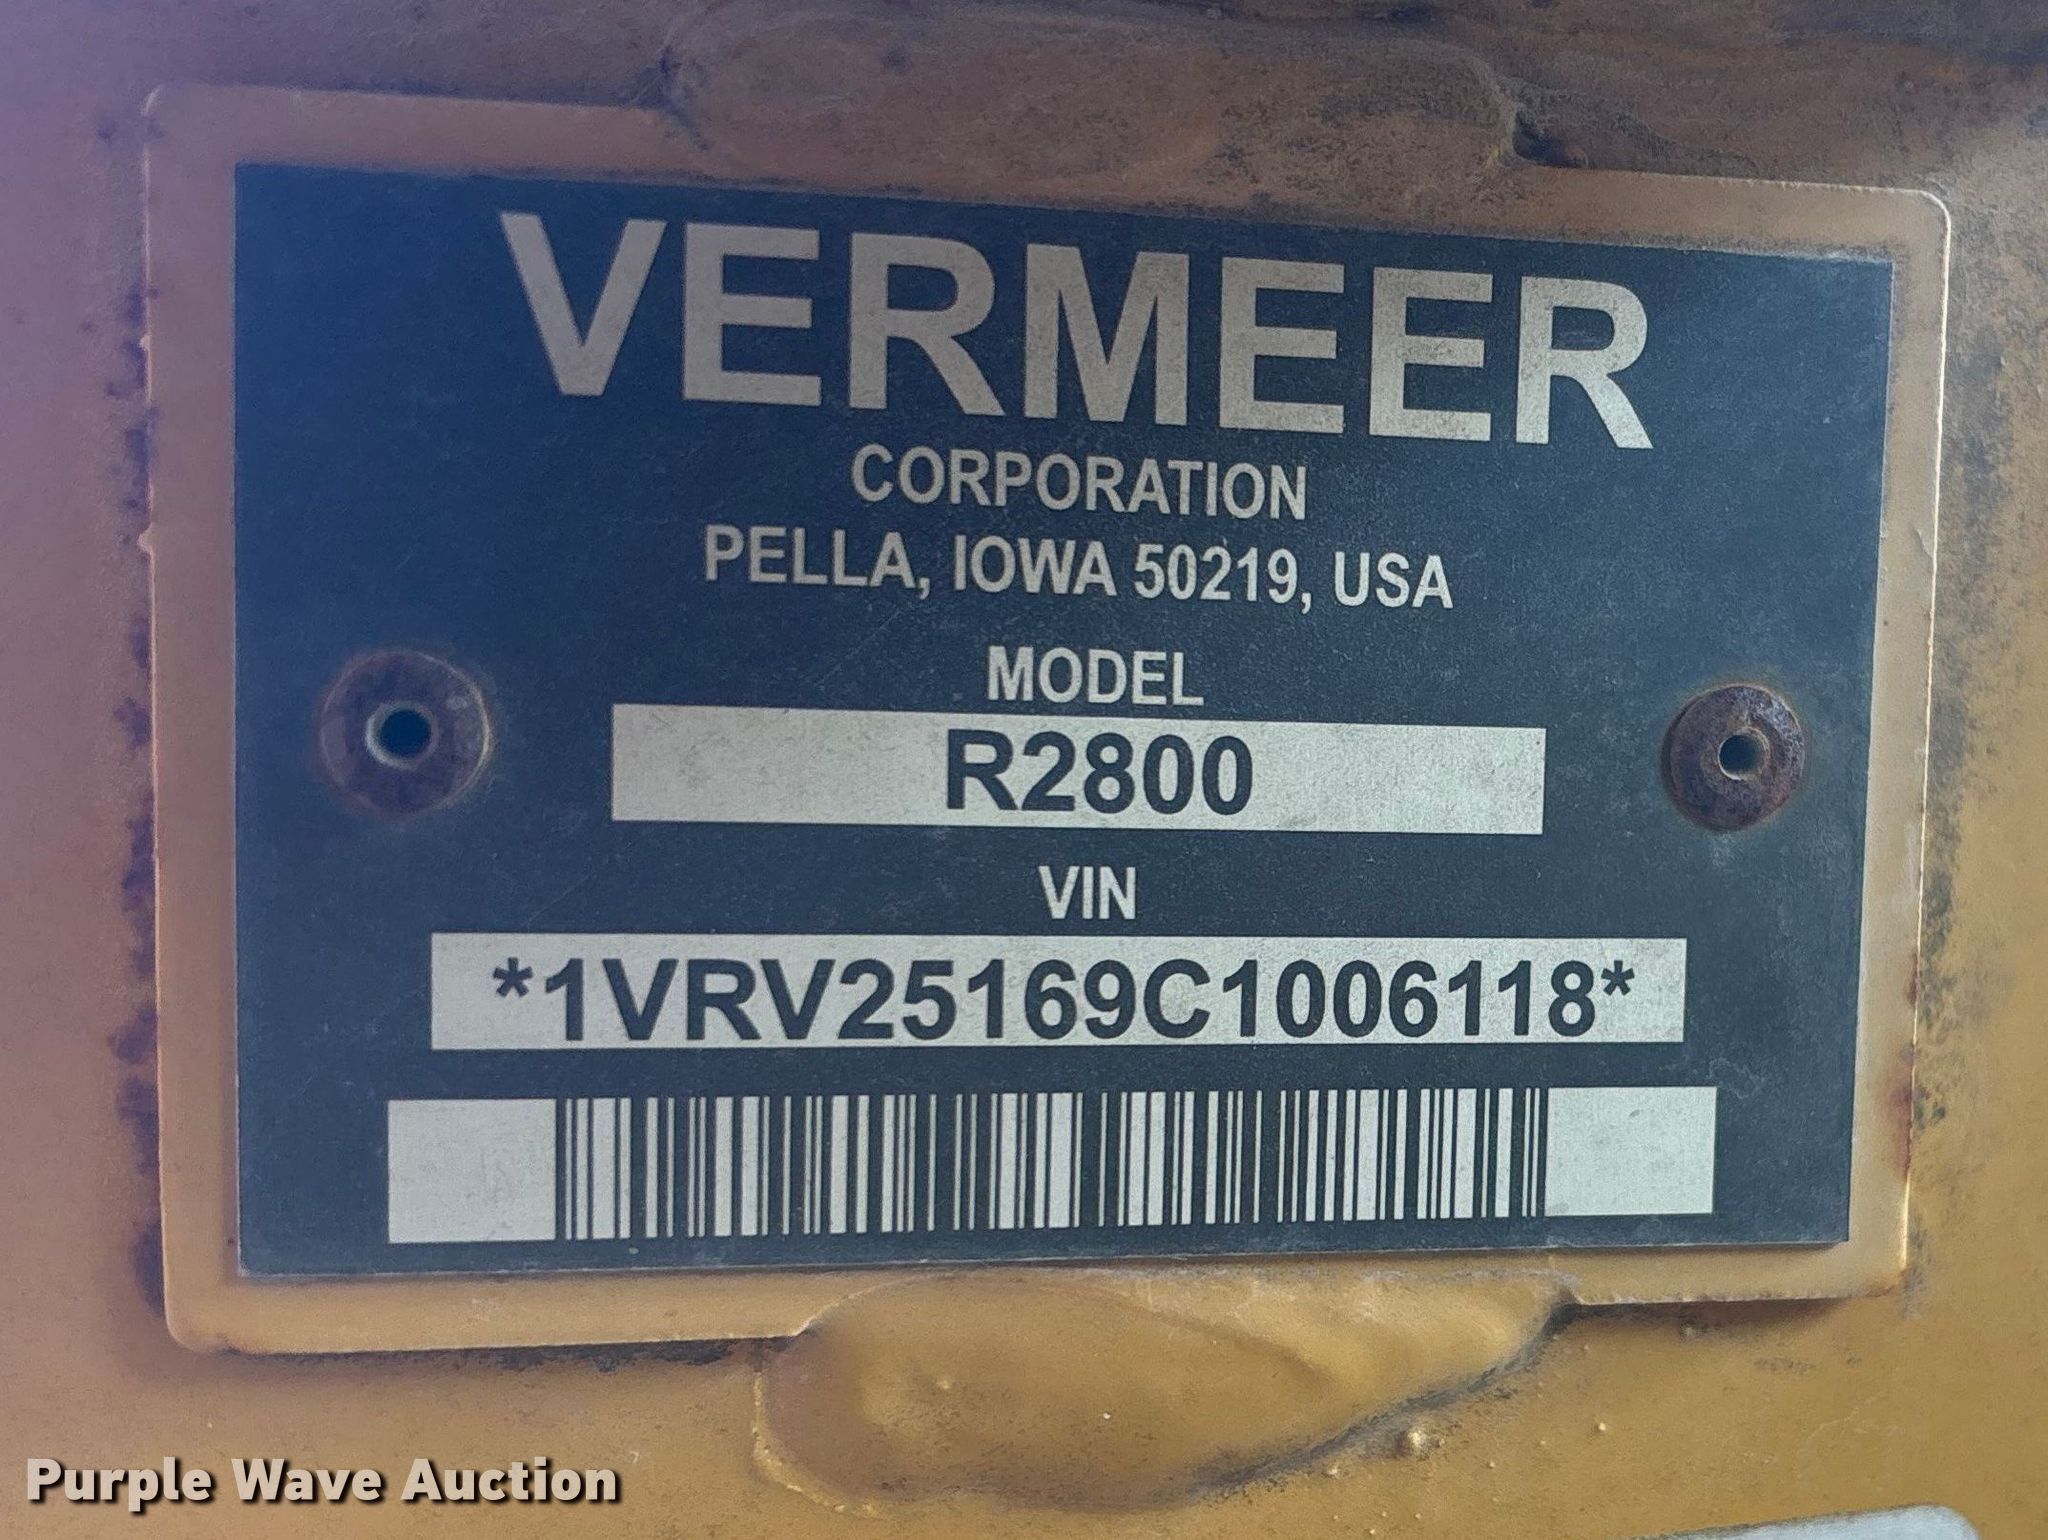 VERMEER
CORPORATION
PELLA, IOWA 50219, USA
MODEL
R2800
VIN
*1VRV25169C1006118*
Purple Wave Auction